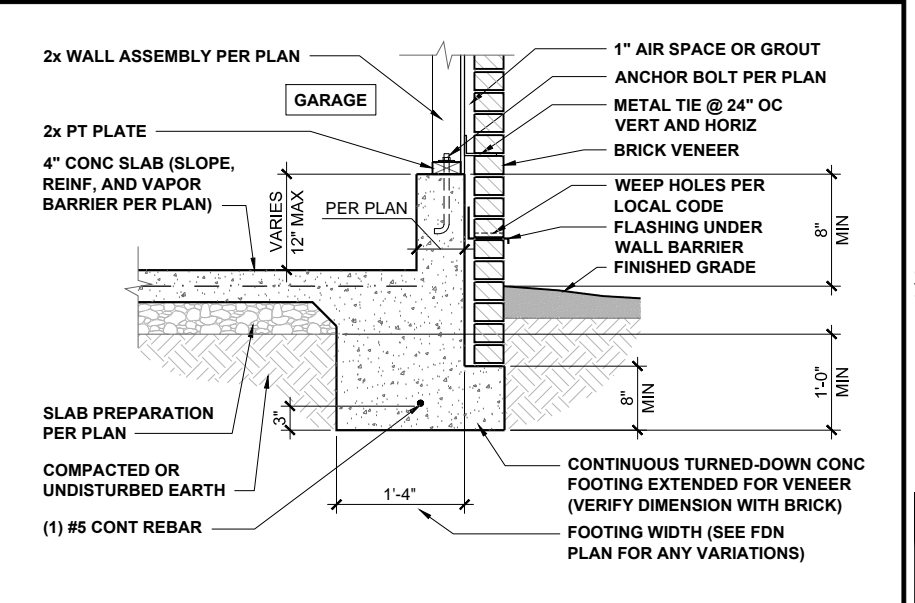 2x WALL ASSEMBLY PER PLAN
GARAGE
2x PT PLATE
4" CONC SLAB (SLOPE,
REINF, AND VAPOR
BARRIER PER PLAN)
VARIES
12" MAX
PER PLAN
1" AIR SPACE OR GROUT
ANCHOR BOLT PER PLAN
METAL TIE @ 24" OC
VERT AND HORIZ
BRICK VENEER
WEEP HOLES PER
LOCAL CODE
FLASHING UNDER
WALL BARRIER
FINISHED GRADE
8"
MIN
1'-0"
MIN
8"
MIN
3"
SLAB PREPARATION
PER PLAN
COMPACTED OR
UNDISTURBED EARTH
(1) #5 CONT REBAR
1'-4"
CONTINUOUS TURNED-DOWN CONC
FOOTING EXTENDED FOR VENEER
(VERIFY DIMENSION WITH BRICK)
FOOTING WIDTH (SEE FDN
PLAN FOR ANY VARIATIONS)